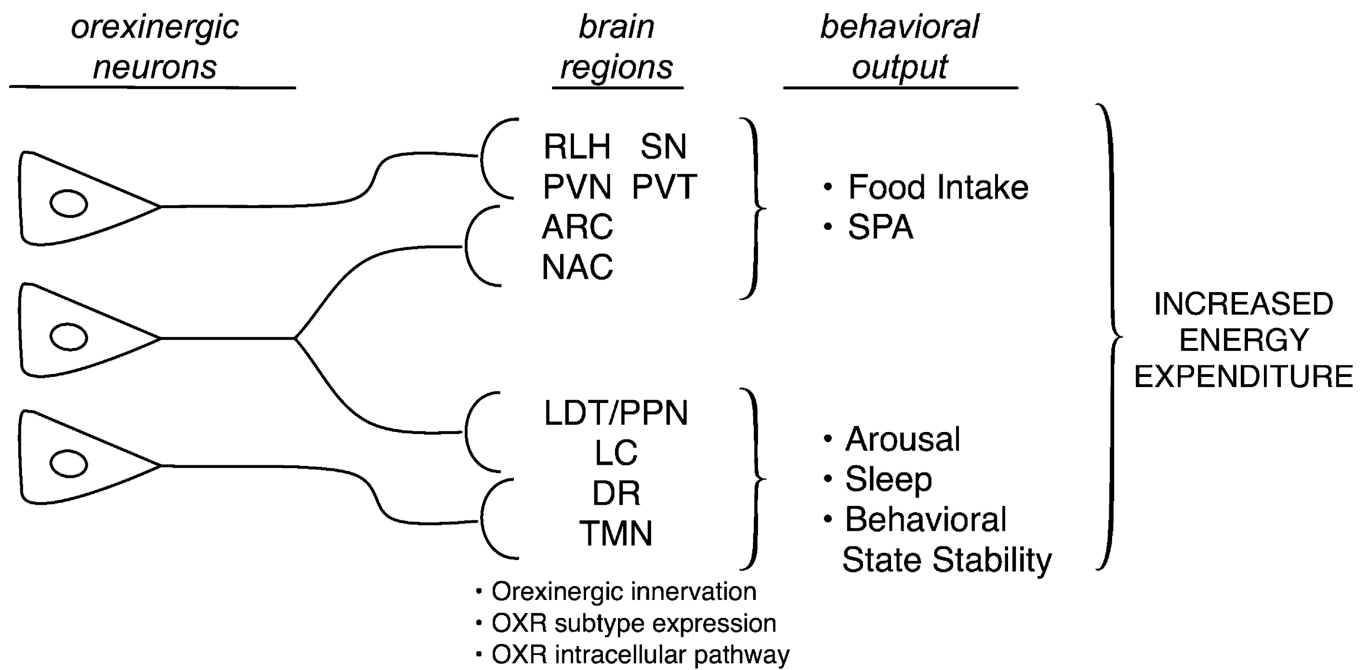 orexinergic
neurons
brain
regions
behavioral
output
RLH SN
PVN PVT
ARC
NAC
• Food Intake
• SPA
LDT/PPN
LC
DR
TMN
• Arousal
• Sleep
• Behavioral
State Stability
INCREASED
ENERGY
EXPENDITURE
• Orexinergic innervation
• OXR subtype expression
• OXR intracellular pathway